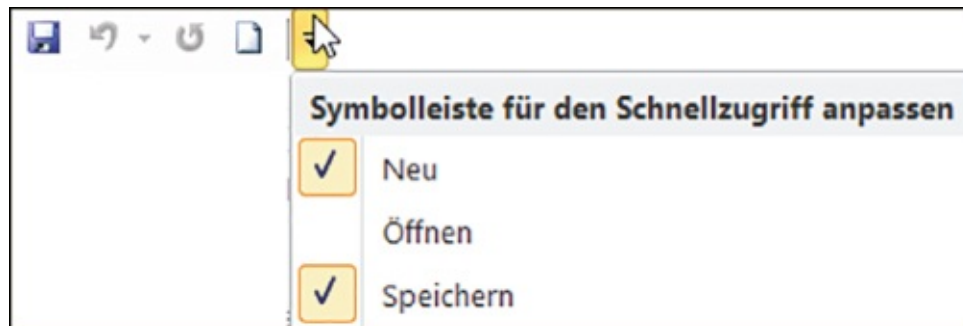 Symbolleiste für den Schnellzugriff anpassen
Neu
Öffnen
Speichern